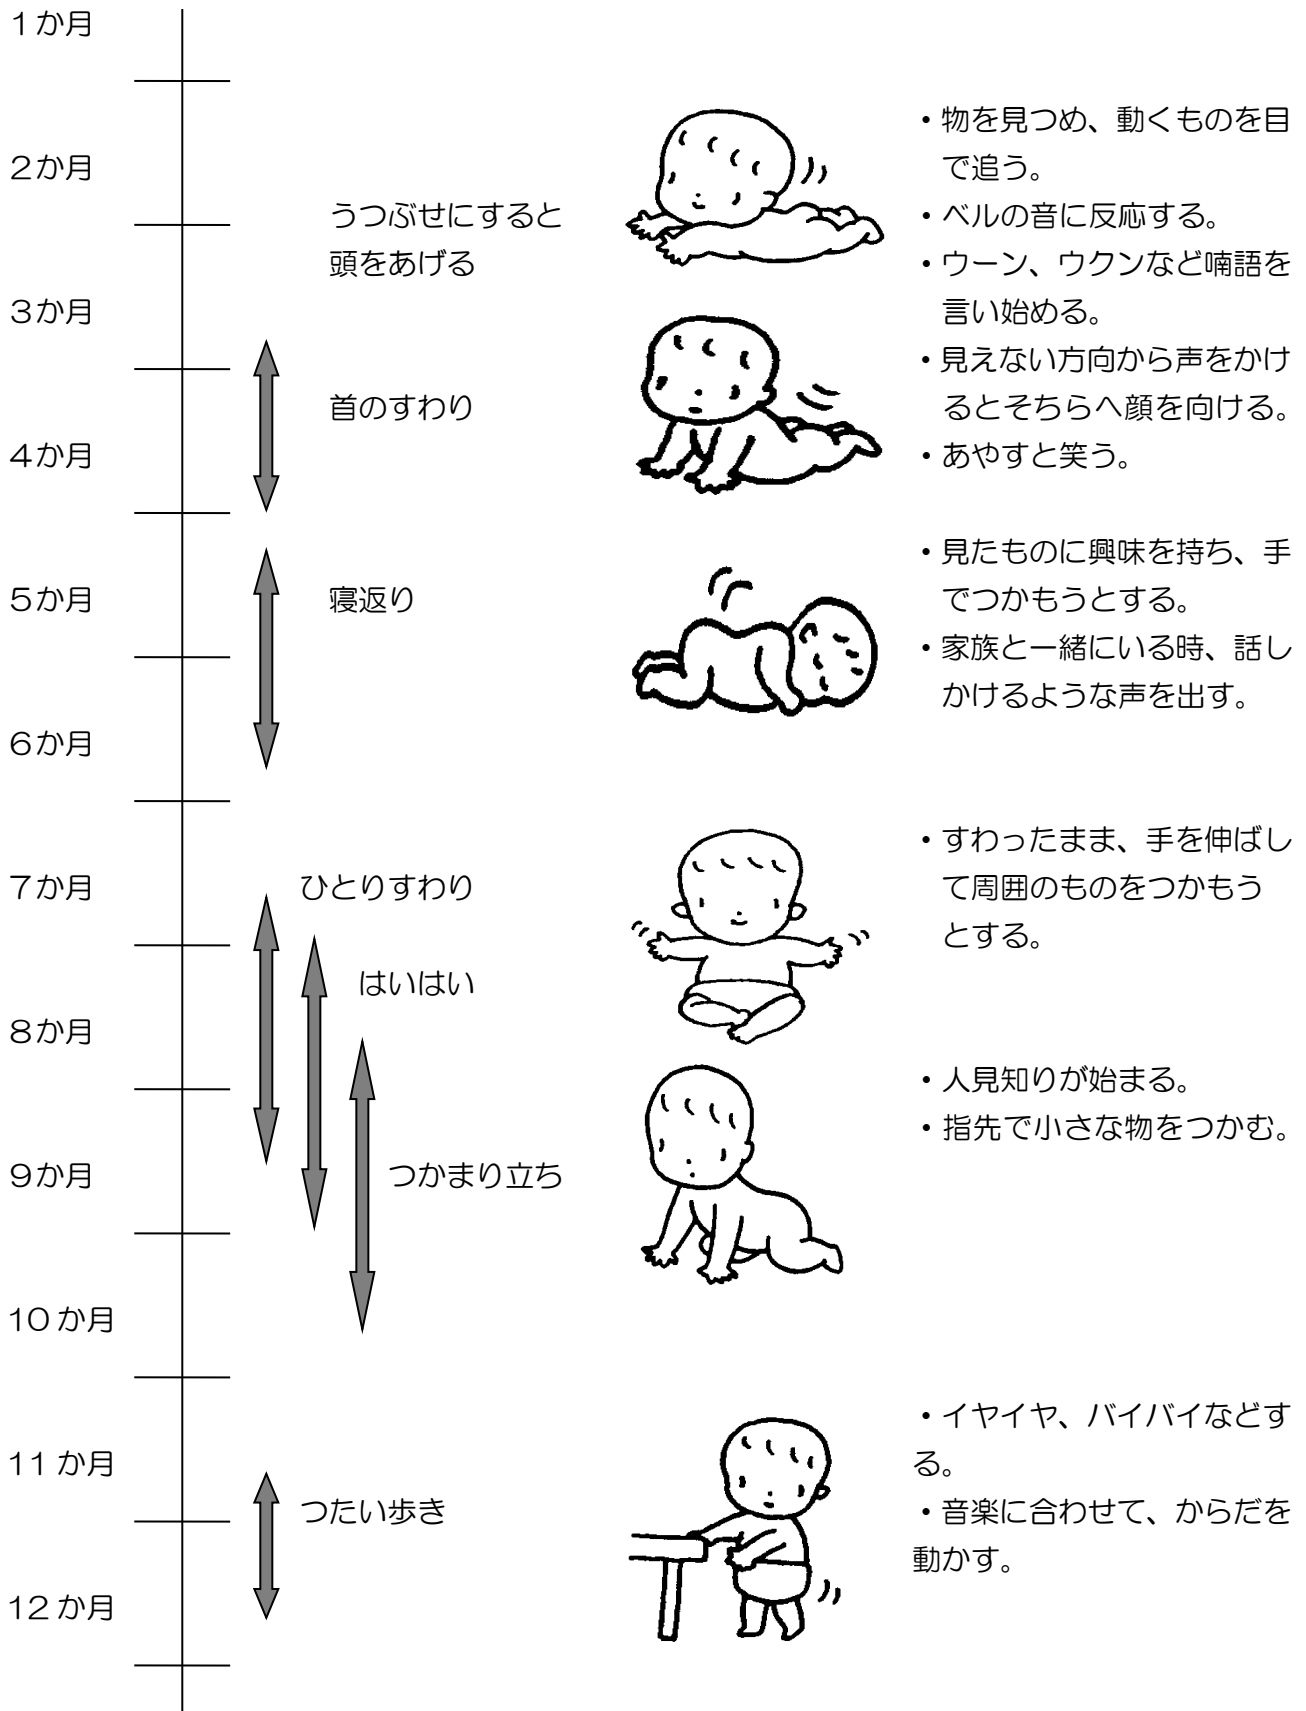 1か月
2か月
3か月
4か月
5か月
6か月
7か月
8か月
9か月
10か月
11か月
12か月
うつぶせにすると
頭をあげる
首のすわり
寝返り
ひとりすわり
はいはい
つかまり立ち
つたい歩き
・物を見つめ、動くものを目
で追う。
・ベルの音に反応する。
・ウーン、ウクンなど喃語を
言い始める。
・見えない方向から声をかけ
るとそちらへ顔を向ける。
・あやすと笑う。
・見たものに興味を持ち、手
でつかもうとする。
・家族と一緒にいる時、話し
かけるような声を出す。
・すわったまま、手を伸ばし
て周囲のものをつかもう
とする。
・人見知りが始まる。
・指先で小さな物をつかむ。
・イヤイヤ、バイバイなどす
る。
・音楽に合わせて、からだを
動かす。